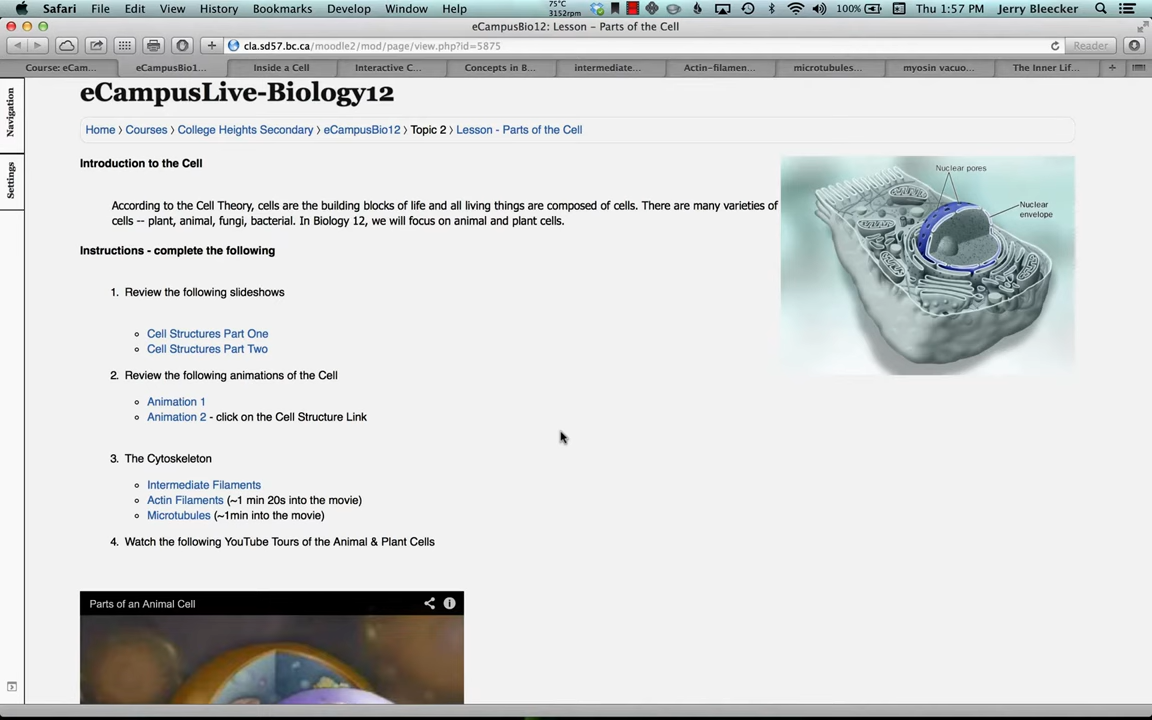 Safari File Edit View History Bookmarks Develop Window Help 75°C 3152rpm 100% Thu 1:57 PM Jerry Bleecker
eCampusBio12: Lesson – Parts of the Cell
cla.sd57.bc.ca/moodle2/mod/page/view.php?id=5875 Reader
Course: eCam... eCampusBio1... Inside a Cell Interactive C... Concepts in B... intermediate... Actin-filamen... microtubules... myosin vacuo... The Inner Lif...
Navigation
Settings
eCampusLive-Biology12
Home 〉 Courses 〉 College Heights Secondary 〉 eCampusBio12 〉 Topic 2 〉 Lesson - Parts of the Cell
Introduction to the Cell
According to the Cell Theory, cells are the building blocks of life and all living things are composed of cells. There are many varieties of
cells -- plant, animal, fungi, bacterial. In Biology 12, we will focus on animal and plant cells.
Nuclear pores
Nuclear
envelope
Instructions - complete the following
1. Review the following slideshows
Cell Structures Part One
Cell Structures Part Two
2. Review the following animations of the Cell
Animation 1
Animation 2 - click on the Cell Structure Link
3. The Cytoskeleton
Intermediate Filaments
Actin Filaments (~1 min 20s into the movie)
Microtubules (~1min into the movie)
4. Watch the following YouTube Tours of the Animal & Plant Cells
Parts of an Animal Cell